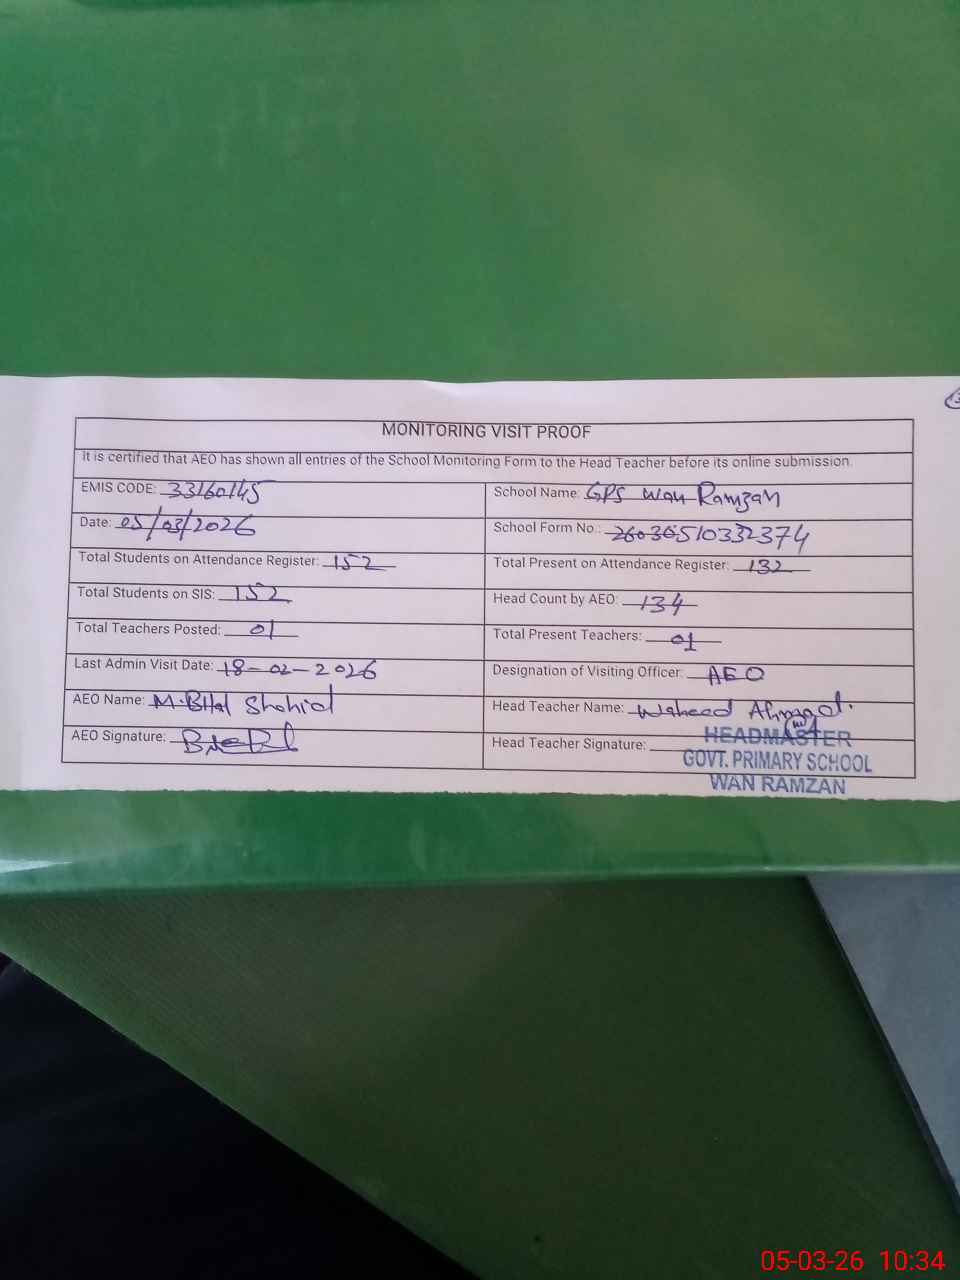 MONITORING VISIT PROOF
It is certified that AEO has shown all entries of the School Monitoring Form to the Head Teacher before its online submission.
EMIS CODE: 33160145
School Name: GPS Wan Ramzan
Date: 05/03/2026
School Form No.: 26030510332374
Total Students on Attendance Register: 152
Total Present on Attendance Register: 132
Total Students on SIS: 152
Head Count by AEO: 134
Total Teachers Posted: 01
Total Present Teachers: 01
Last Admin Visit Date: 18-02-2026
Designation of Visiting Officer: AEO
AEO Name: M. Shahid
Head Teacher Name: Waheed Ahmad.
AEO Signature:
Head Teacher Signature:
HEADMASTER
GOVT. PRIMARY SCHOOL
WAN RAMZAN
05-03-26 10:34